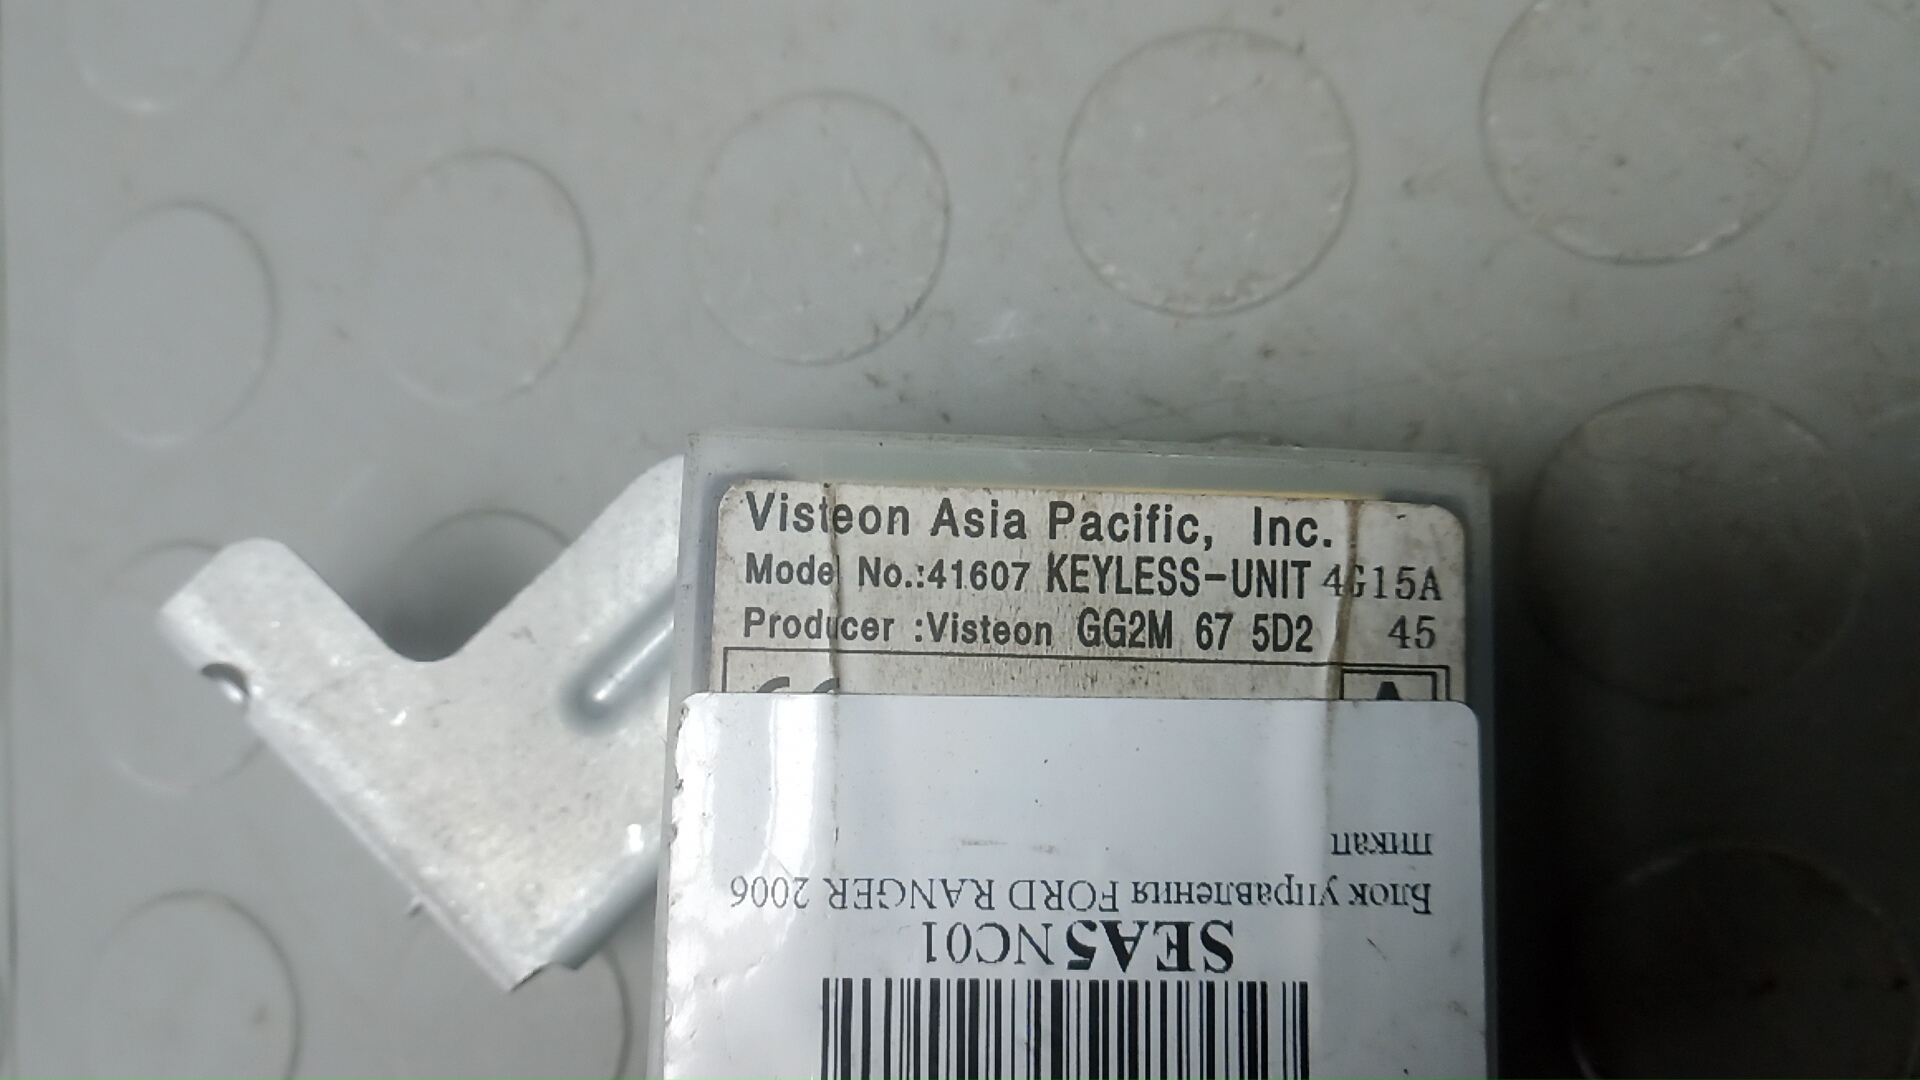 Visteon Asia Pacific, Inc.
Model No.:41607 KEYLESS-UNIT 4G15A
Producer :Visteon GG2M 67 5D2 45
SEA5NC01
Блок управления FORD RANGER 2006
пикап